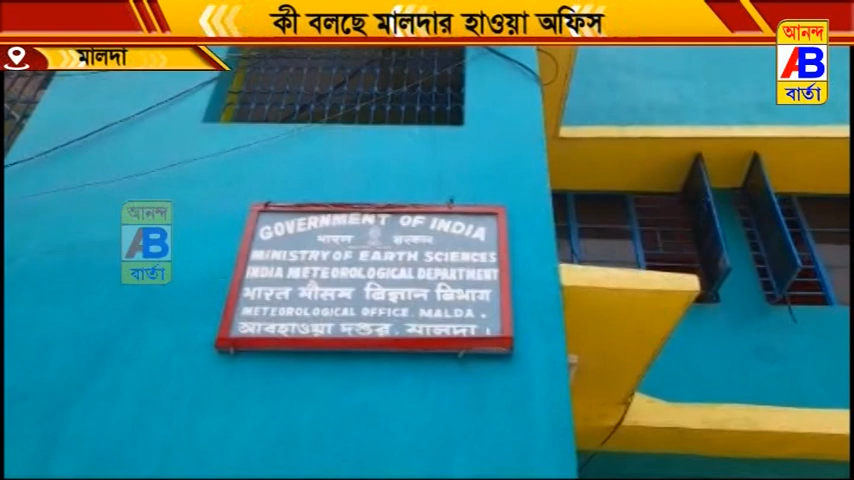 কী বলছে মালদার হাওয়া অফিস
মালদা
আনন্দ
AB
বার্তা
আনন্দ
AB
বার্তা
GOVERNMENT OF INDIA
भारत सरकार
MINISTRY OF EARTH SCIENCES
INDIA METEOROLOGICAL DEPARTMENT
भारत मौसम विज्ञान विभाग
METEOROLOGICAL OFFICE, MALDA.
আবহাওয়া দপ্তর, মালদা ।